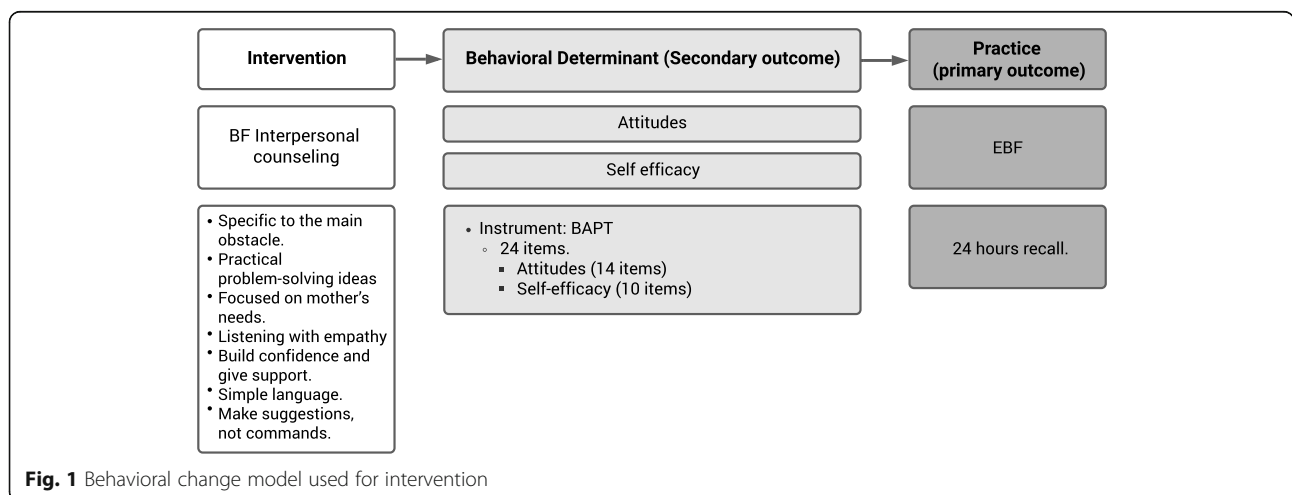 Intervention
Behavioral Determinant (Secondary outcome)
Practice
(primary outcome)
BF Interpersonal
counseling
Attitudes
Self efficacy
EBF
• Specific to the main
obstacle.
• Practical
problem-solving ideas
• Focused on mother's
needs.
• Listening with empathy
• Build confidence and
give support.
• Simple language.
• Make suggestions,
not commands.
• Instrument: BAPT
◦ 24 items.
▪ Attitudes (14 items)
▪ Self-efficacy (10 items)
24 hours recall.
Fig. 1 Behavioral change model used for intervention